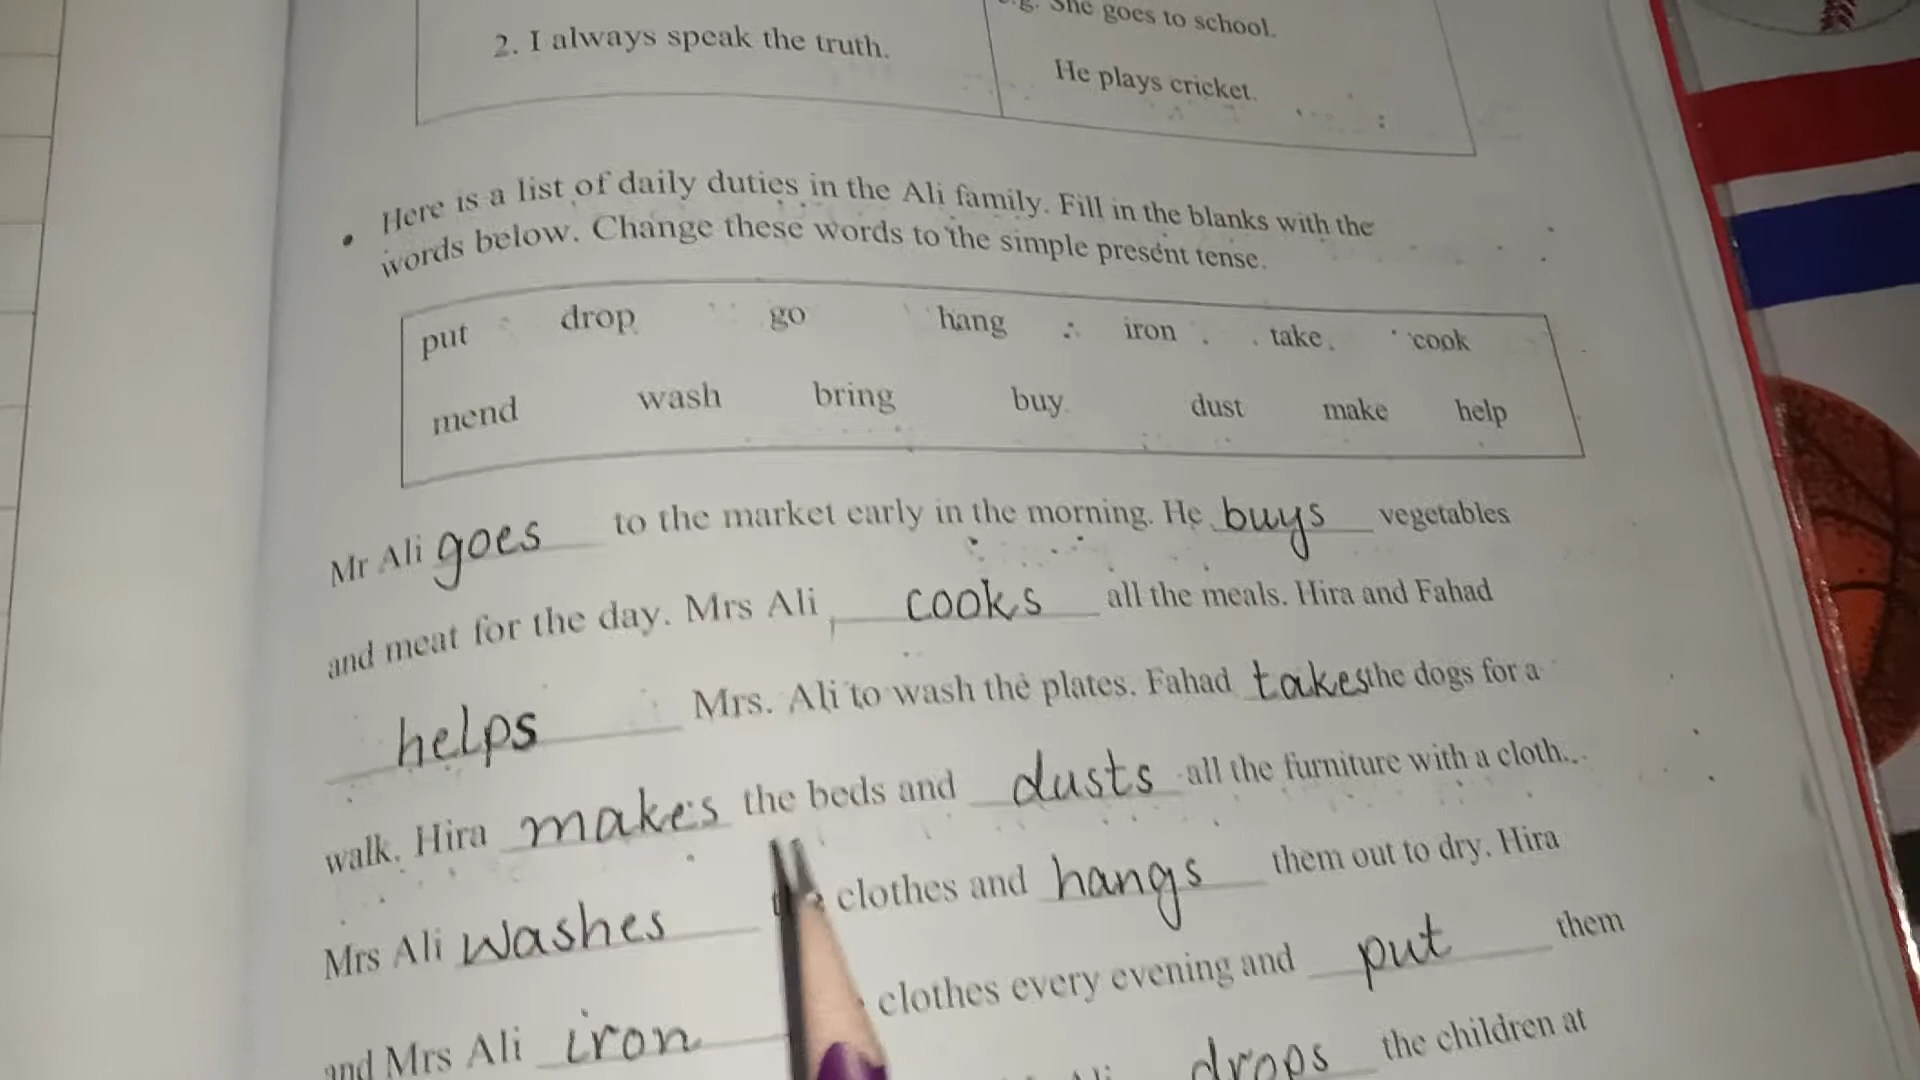 She goes to school.
2. I always speak the truth.
He plays cricket.
• Here is a list of daily duties in the Ali family. Fill in the blanks with the
words below. Change these words to the simple present tense.
put drop go hang iron take cook
mend wash bring buy dust make help
Mr Ali goes to the market early in the morning. He buys vegetables
and meat for the day. Mrs Ali cooks all the meals. Hira and Fahad
helps Mrs. Ali to wash the plates. Fahad takes the dogs for a
walk. Hira makes the beds and dusts all the furniture with a cloth.
Mrs Ali washes clothes and hangs them out to dry. Hira
and Mrs Ali iron clothes every evening and put them
drops the children at